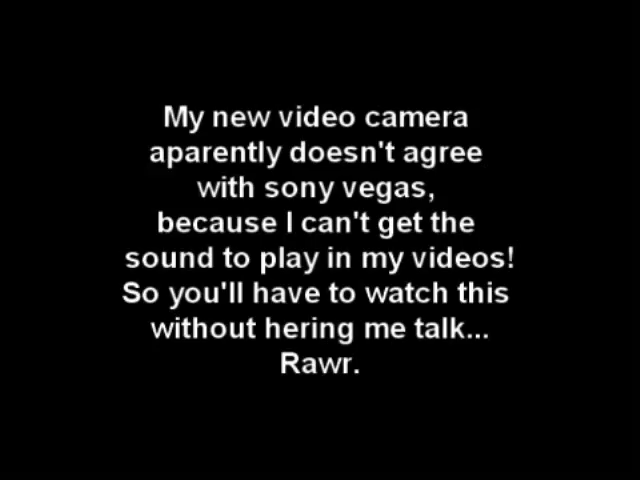 My new video camera
aparently doesn't agree
with sony vegas,
because I can't get the
sound to play in my videos!
So you'll have to watch this
without hering me talk...
Rawr.